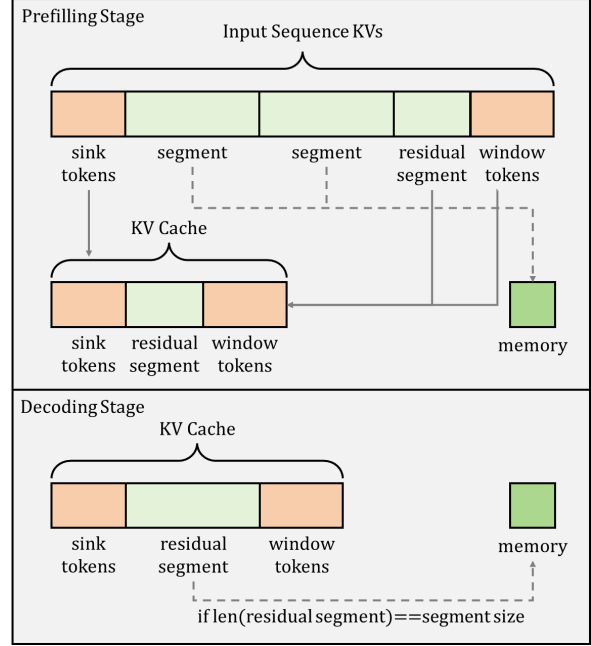 Prefilling Stage
Input Sequence KVs
sink tokens
segment
segment
residual segment
window tokens
KV Cache
sink tokens
residual segment
window tokens
memory
Decoding Stage
KV Cache
sink tokens
residual segment
window tokens
memory
if len(residual segment)==segment size